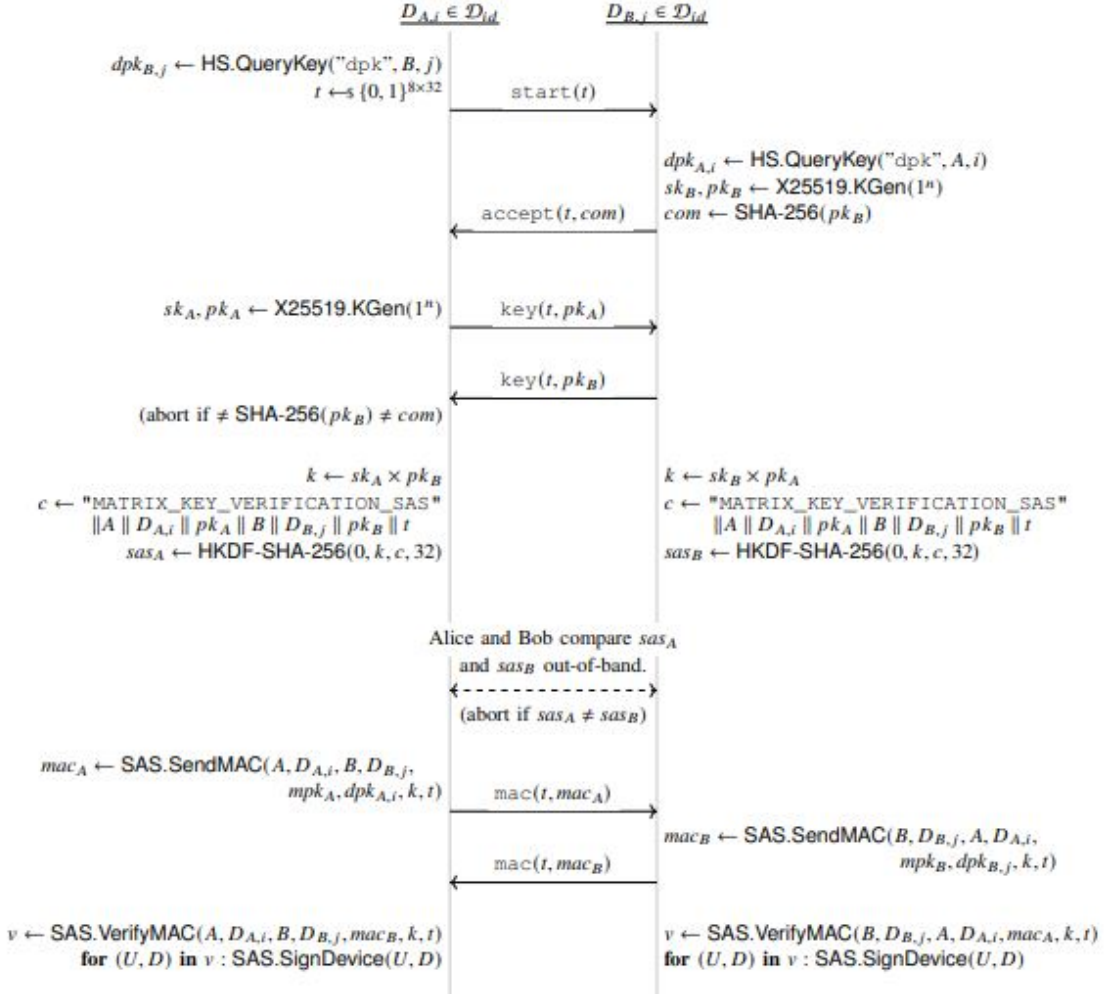 D_{A,i} ∈ 𝒟_{id}
D_{B,j} ∈ 𝒟_{id}
dpk_{B,j} ← HS.QueryKey("dpk", B, j)
t ←$ {0, 1}^{8×32}
start(t)
dpk_{A,i} ← HS.QueryKey("dpk", A, i)
sk_B, pk_B ← X25519.KGen(1^n)
accept(t, com)
com ← SHA-256(pk_B)
sk_A, pk_A ← X25519.KGen(1^n)
key(t, pk_A)
key(t, pk_B)
(abort if ≠ SHA-256(pk_B) ≠ com)
k ← sk_A × pk_B
c ← "MATRIX_KEY_VERIFICATION_SAS"
∥A ∥ D_{A,i} ∥ pk_A ∥ B ∥ D_{B,j} ∥ pk_B ∥ t
sas_A ← HKDF-SHA-256(0, k, c, 32)
k ← sk_B × pk_A
c ← "MATRIX_KEY_VERIFICATION_SAS"
∥A ∥ D_{A,i} ∥ pk_A ∥ B ∥ D_{B,j} ∥ pk_B ∥ t
sas_B ← HKDF-SHA-256(0, k, c, 32)
Alice and Bob compare sas_A
and sas_B out-of-band.
(abort if sas_A ≠ sas_B)
mac_A ← SAS.SendMAC(A, D_{A,i}, B, D_{B,j},
mpk_A, dpk_{A,i}, k, t)
mac(t, mac_A)
mac_B ← SAS.SendMAC(B, D_{B,j}, A, D_{A,i},
mpk_B, dpk_{B,j}, k, t)
mac(t, mac_B)
v ← SAS.VerifyMAC(A, D_{A,i}, B, D_{B,j}, mac_B, k, t)
for (U, D) in v : SAS.SignDevice(U, D)
v ← SAS.VerifyMAC(B, D_{B,j}, A, D_{A,i}, mac_A, k, t)
for (U, D) in v : SAS.SignDevice(U, D)